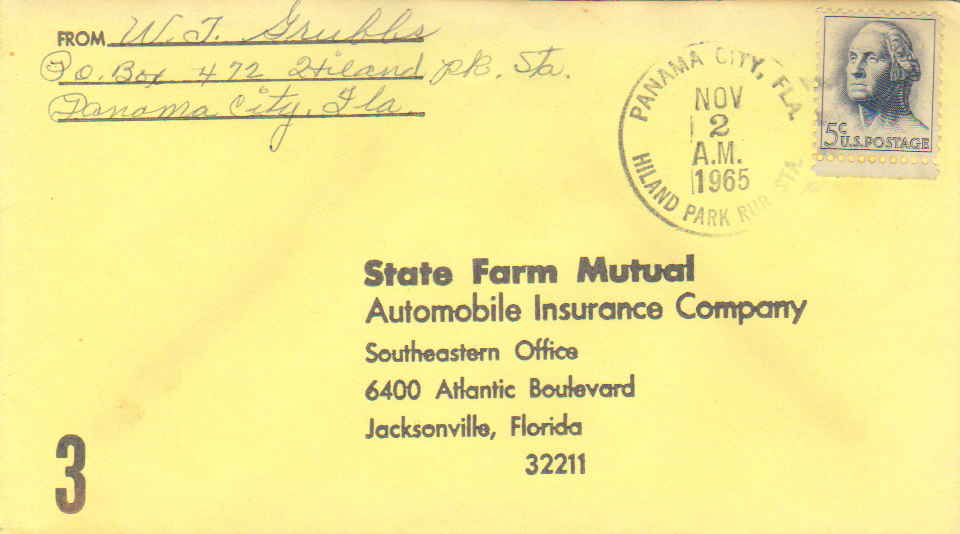 FROM W. T. Grubbs
P.O. Box 472 Hiland pk. Sta.
Panama City, Fla.
PANAMA CITY, FLA.
NOV
2
A.M.
1965
HILAND PARK RUR. STA.
5c
U.S. POSTAGE
State Farm Mutual
Automobile Insurance Company
Southeastern Office
6400 Atlantic Boulevard
Jacksonville, Florida
32211
3